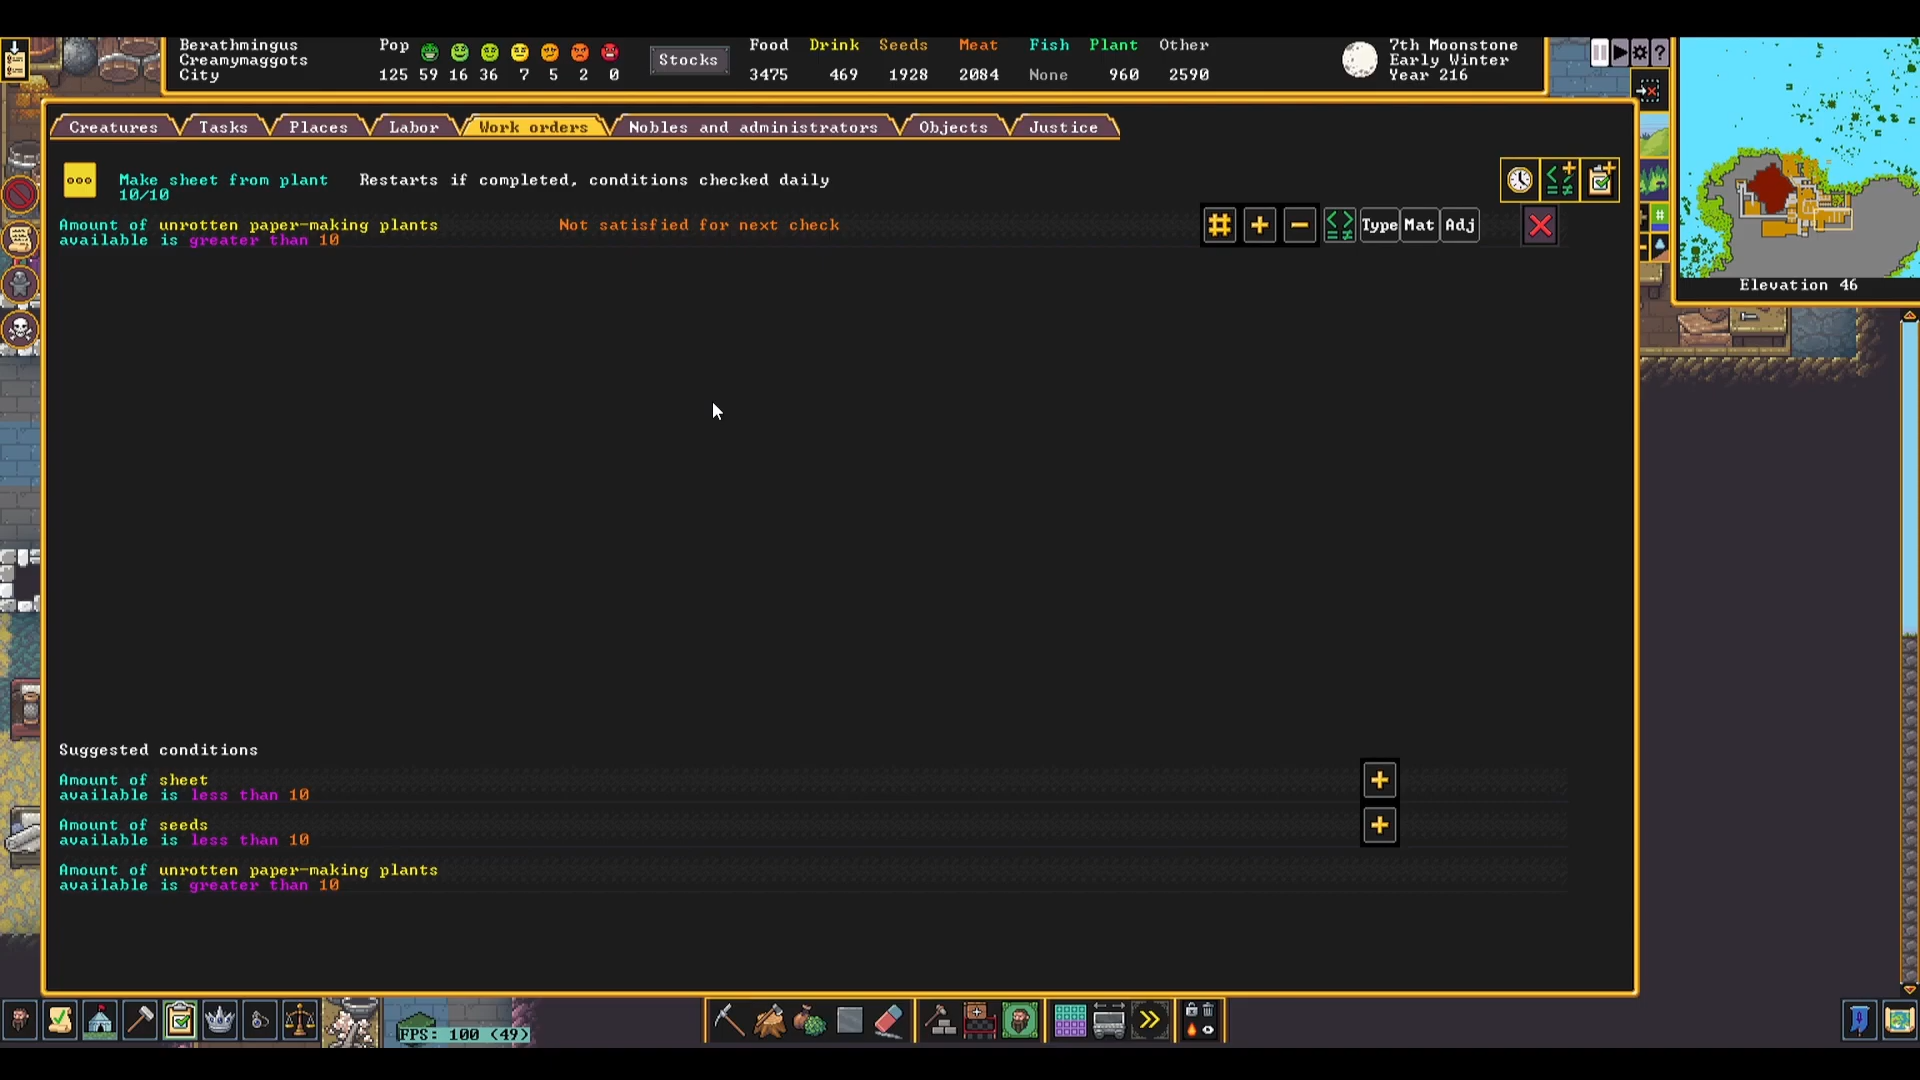 Berathmingus
Creamymaggots
City
Pop
125 59 16 36 7 5 2 0
Stocks
Food Drink Seeds Meat Fish Plant Other
3475 469 1928 2084 None 960 2590
7th Moonstone
Early Winter
Year 216
?
Creatures Tasks Places Labor Work orders Nobles and administrators Objects Justice
Make sheet from plant Restarts if completed, conditions checked daily
10/10
Amount of unrotten paper-making plants Not satisfied for next check
available is greater than 10
Type Mat Adj
Elevation 46
Suggested conditions
Amount of sheet
available is less than 10
Amount of seeds
available is less than 10
Amount of unrotten paper-making plants
available is greater than 10
FPS: 100 (49)